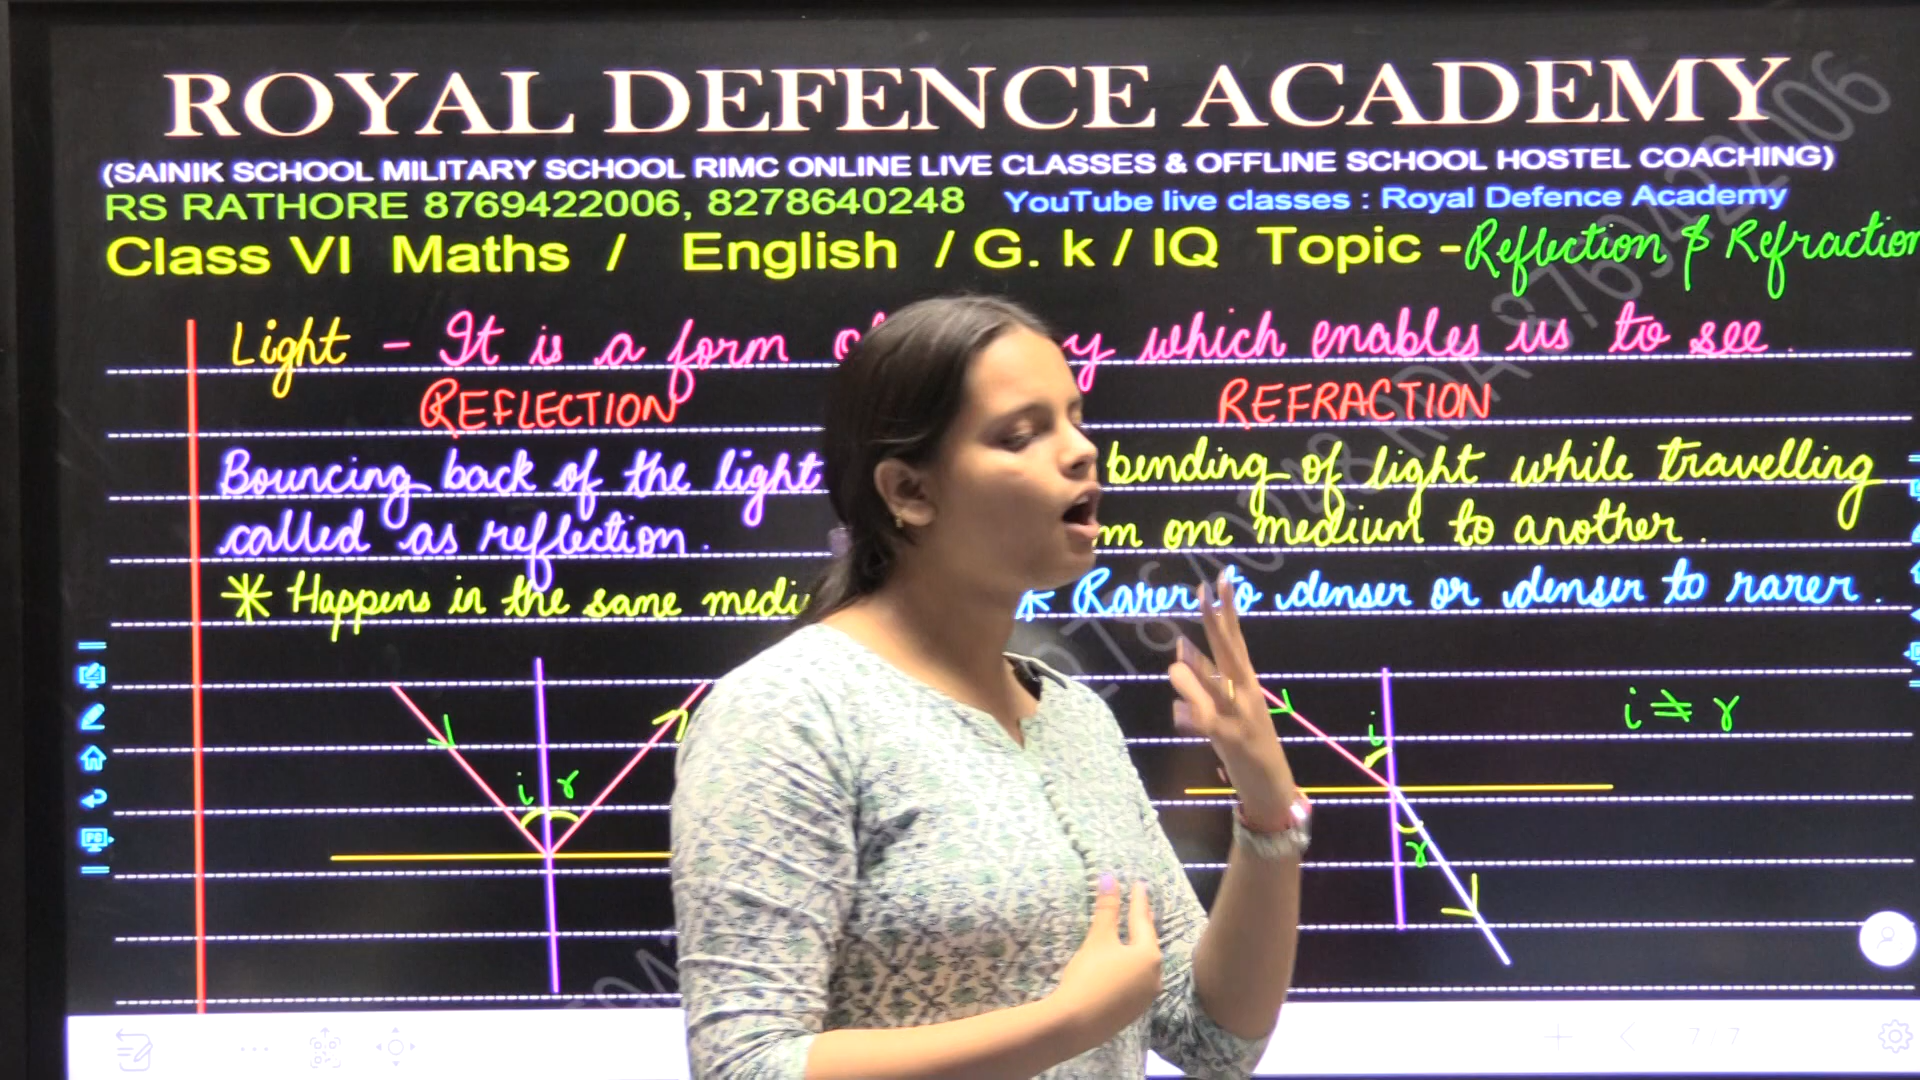 ROYAL DEFENCE ACADEMY
(SAINIK SCHOOL MILITARY SCHOOL RIMC ONLINE LIVE CLASSES & OFFLINE SCHOOL HOSTEL COACHING)
RS RATHORE 8769422006, 8278640248 YouTube live classes : Royal Defence Academy
Class VI Maths / English / G. k / IQ Topic - Reflection & Refraction
Light - It is a form which enables us to see.
REFLECTION REFRACTION
Bouncing back of the light bending of light while travelling
called as reflection. one medium to another.
* Happens in the same * Rarer to denser or denser to rarer.
i r
i
i ≠ r
r
7/7